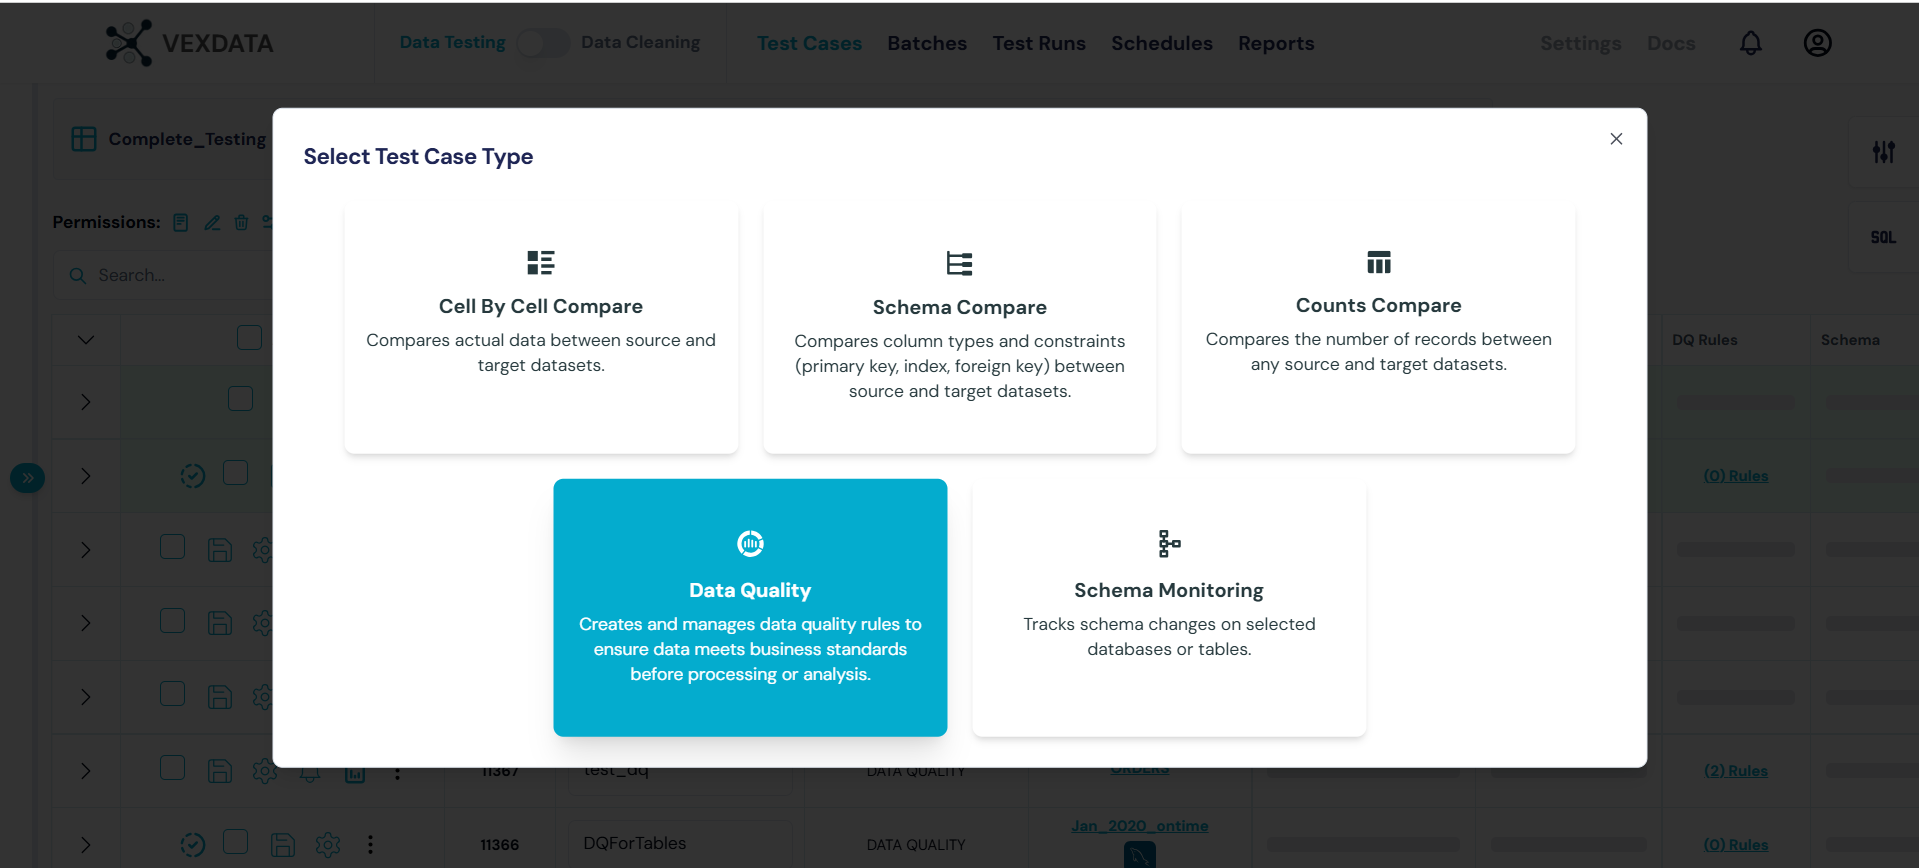 VEXDATA
Data Testing
Data Cleaning
Test Cases
Batches
Test Runs
Schedules
Reports
Settings
Docs
Complete_Testing
Permissions:
Search...
SQL
DQ Rules
Schema
(0) Rules
Select Test Case Type
Cell By Cell Compare
Compares actual data between source and
target datasets.
Schema Compare
Compares column types and constraints
(primary key, index, foreign key) between
source and target datasets.
Counts Compare
Compares the number of records between
any source and target datasets.
Data Quality
Creates and manages data quality rules to
ensure data meets business standards
before processing or analysis.
Schema Monitoring
Tracks schema changes on selected
databases or tables.
11367
test_dq
DATA QUALITY
ORDERS
(2) Rules
11366
DQForTables
DATA QUALITY
Jan_2020_ontime
(0) Rules